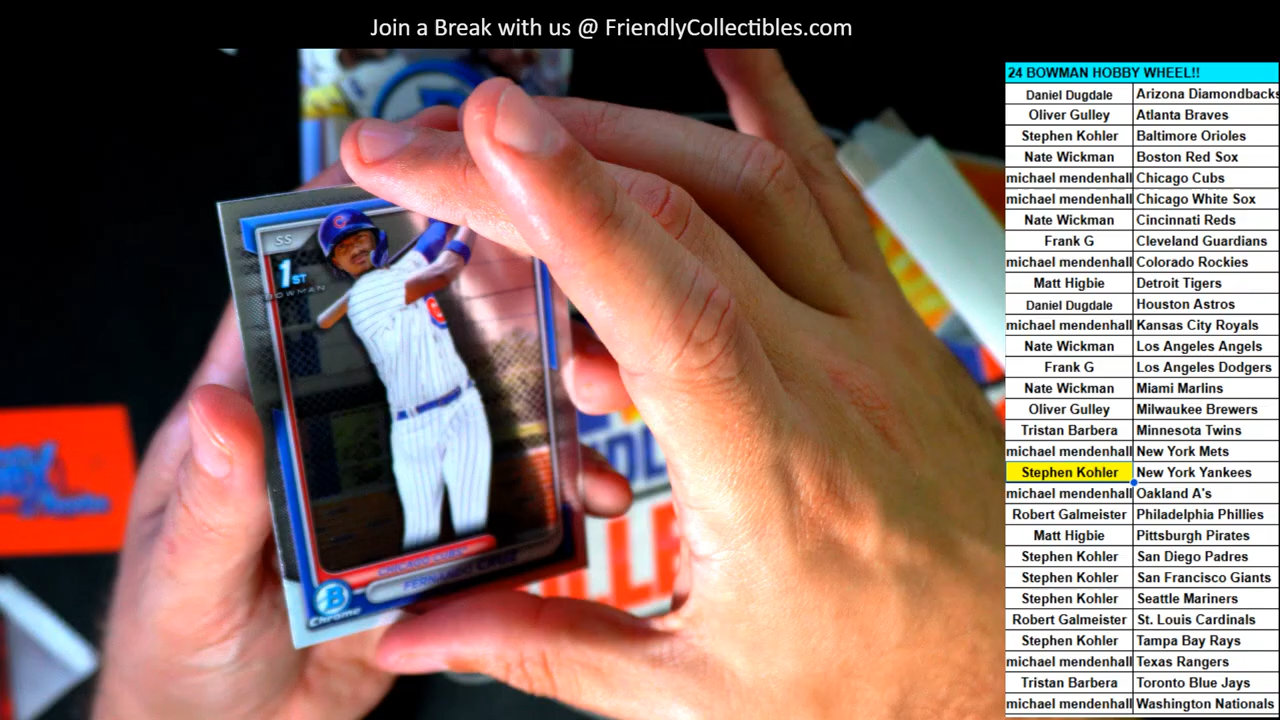 Join a Break with us @ FriendlyCollectibles.com
24 BOWMAN HOBBY WHEEL!!
Daniel Dugdale Arizona Diamondbacks
Oliver Gulley Atlanta Braves
Stephen Kohler Baltimore Orioles
Nate Wickman Boston Red Sox
michael mendenhall Chicago Cubs
michael mendenhall Chicago White Sox
Nate Wickman Cincinnati Reds
Frank G Cleveland Guardians
michael mendenhall Colorado Rockies
Matt Higbie Detroit Tigers
Daniel Dugdale Houston Astros
michael mendenhall Kansas City Royals
Nate Wickman Los Angeles Angels
Frank G Los Angeles Dodgers
Nate Wickman Miami Marlins
Oliver Gulley Milwaukee Brewers
Tristan Barbera Minnesota Twins
michael mendenhall New York Mets
Stephen Kohler New York Yankees
michael mendenhall Oakland A's
Robert Galmeister Philadelphia Phillies
Matt Higbie Pittsburgh Pirates
Stephen Kohler San Diego Padres
Stephen Kohler San Francisco Giants
Stephen Kohler Seattle Mariners
Robert Galmeister St. Louis Cardinals
Stephen Kohler Tampa Bay Rays
michael mendenhall Texas Rangers
Tristan Barbera Toronto Blue Jays
michael mendenhall Washington Nationals
SS
1ST
BOWMAN
CHICAGO CUBS
FERNANDO CRUZ
B
Chrome